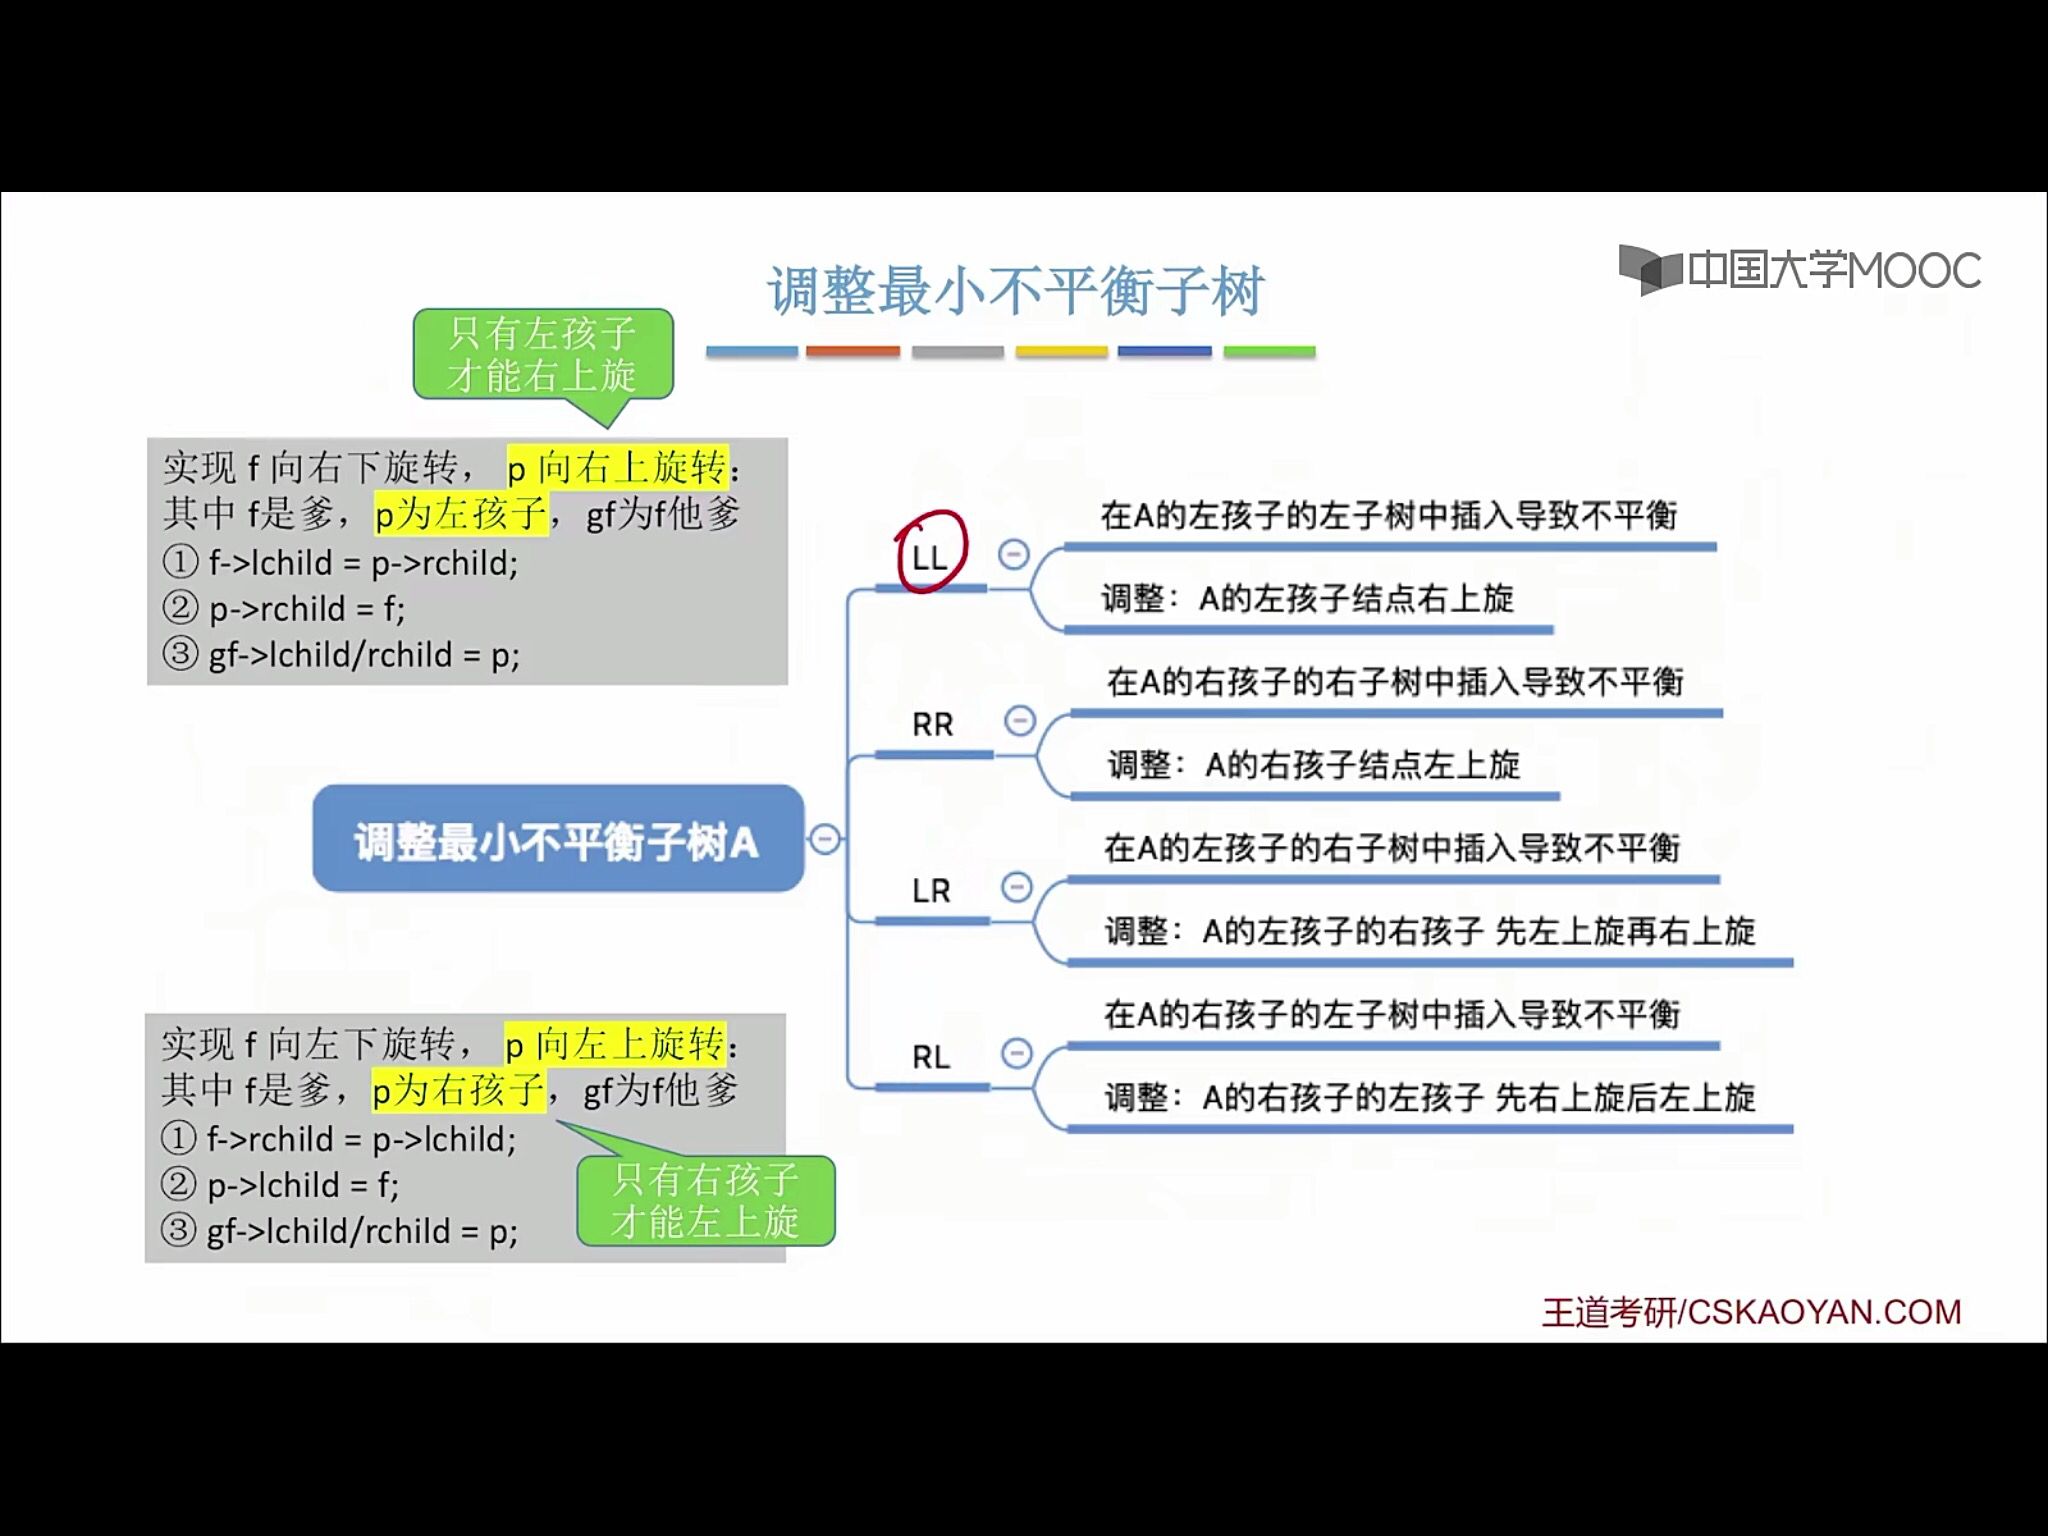 调整最小不平衡子树
中国大学MOOC
只有左孩子
才能右上旋
实现 f 向右下旋转，p 向右上旋转：
其中 f是爹，p为左孩子，gf为f他爹
① f->lchild = p->rchild;
② p->rchild = f;
③ gf->lchild/rchild = p;
调整最小不平衡子树A
LL
在A的左孩子的左子树中插入导致不平衡
调整：A的左孩子结点右上旋
RR
在A的右孩子的右子树中插入导致不平衡
调整：A的右孩子结点左上旋
LR
在A的左孩子的右子树中插入导致不平衡
调整：A的左孩子的右孩子 先左上旋再右上旋
RL
在A的右孩子的左子树中插入导致不平衡
调整：A的右孩子的左孩子 先右上旋后左上旋
实现 f 向左下旋转，p 向左上旋转：
其中 f是爹，p为右孩子，gf为f他爹
① f->rchild = p->lchild;
② p->lchild = f;
③ gf->lchild/rchild = p;
只有右孩子
才能左上旋
王道考研/CSKAOYAN.COM